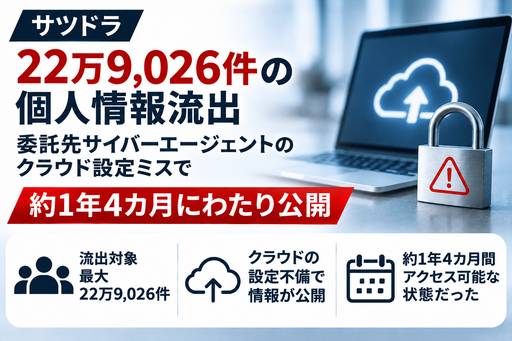 サツドラ
22万9,026件の
個人情報流出
委託先サイバーエージェントの
クラウド設定ミスで
約1年4カ月にわたり公開
流出対象
最大
22万9,026件
クラウドの
設定不備で
情報が公開
約1年4カ月間
アクセス可能な
状態だった